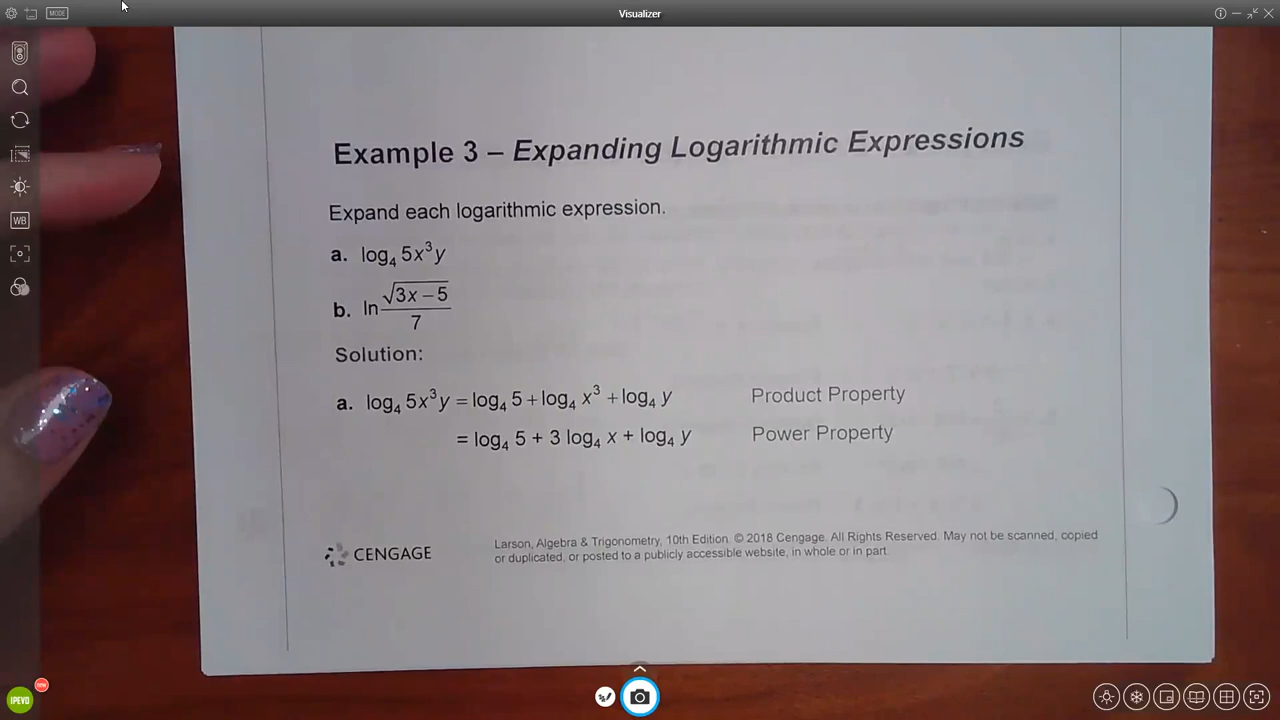 MODE
Visualizer
WB
Example 3 – Expanding Logarithmic Expressions
Expand each logarithmic expression.
a. log₄ 5x³y
b. ln √(3x – 5) / 7
Solution:
a. log₄ 5x³y = log₄ 5 + log₄ x³ + log₄ y Product Property
= log₄ 5 + 3 log₄ x + log₄ y Power Property
CENGAGE
Larson, Algebra & Trigonometry, 10th Edition. © 2018 Cengage. All Rights Reserved. May not be scanned, copied
or duplicated, or posted to a publicly accessible website, in whole or in part.
IPEVO
new